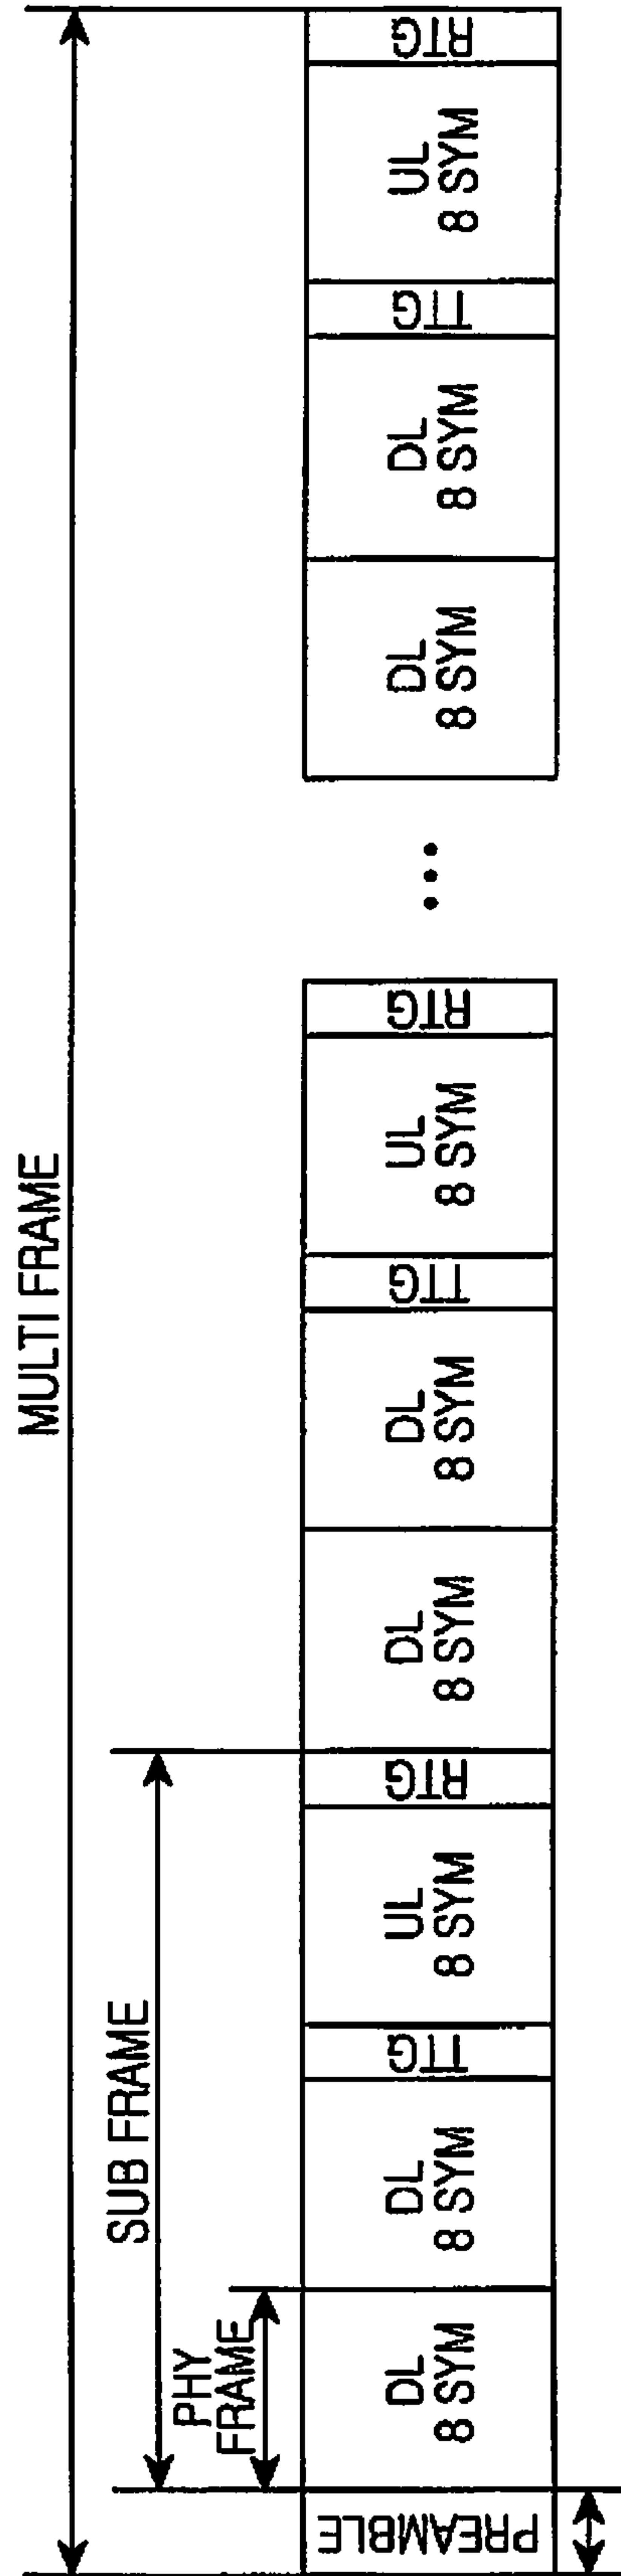 MULTI FRAME
SUB FRAME
PHY
FRAME
PREAMBLE
DL
8 SYM
DL
8 SYM
TTG
UL
8 SYM
RTG
DL
8 SYM
DL
8 SYM
TTG
UL
8 SYM
RTG
...
DL
8 SYM
DL
8 SYM
TTG
UL
8 SYM
RTG